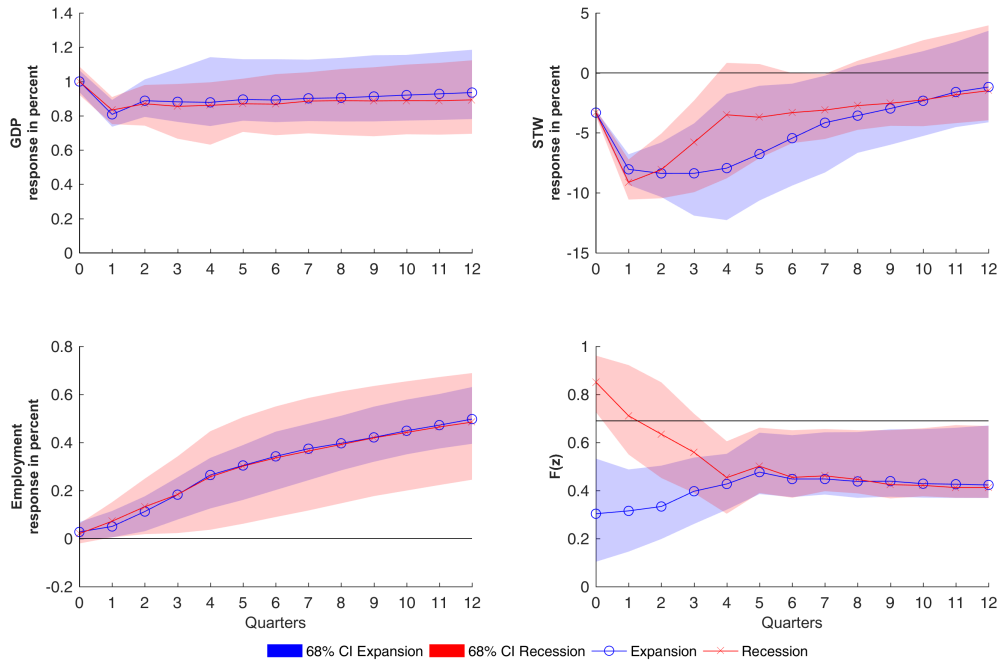 1.4
1.2
1
0.8
0.6
0.4
0.2
0
GDP
response in percent
0 1 2 3 4 5 6 7 8 9 10 11 12
5
0
-5
-10
-15
STW
response in percent
0 1 2 3 4 5 6 7 8 9 10 11 12
0.8
0.6
0.4
0.2
0
-0.2
Employment
response in percent
0 1 2 3 4 5 6 7 8 9 10 11 12
Quarters
1
0.8
0.6
0.4
0.2
0
F(z)
0 1 2 3 4 5 6 7 8 9 10 11 12
Quarters
68% CI Expansion 68% CI Recession Expansion Recession